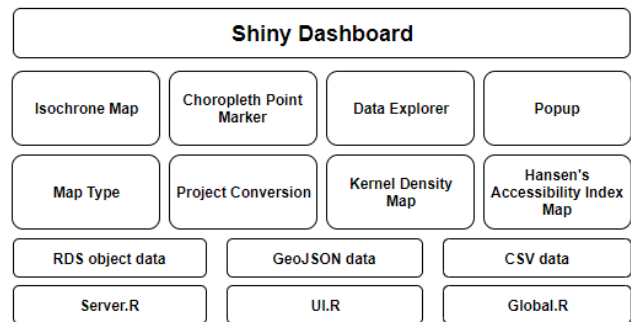 Shiny Dashboard
Isochrone Map
Choropleth Point
Marker
Data Explorer
Popup
Map Type
Project Conversion
Kernel Density
Map
Hansen's
Accessibility Index
Map
RDS object data
GeoJSON data
CSV data
Server.R
UI.R
Global.R